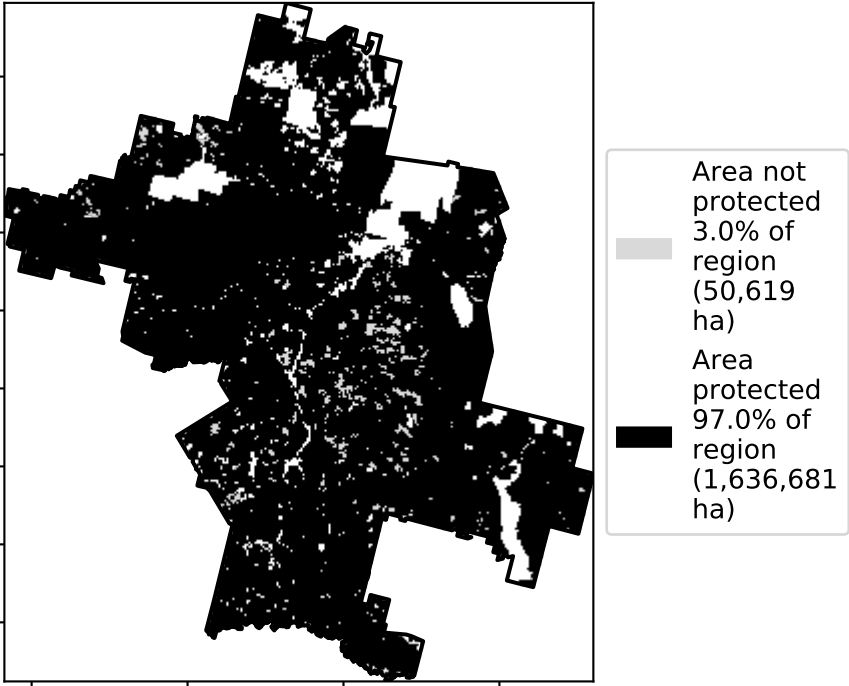 Area not
protected
3.0% of
region
(50,619
ha)
Area
protected
97.0% of
region
(1,636,681
ha)